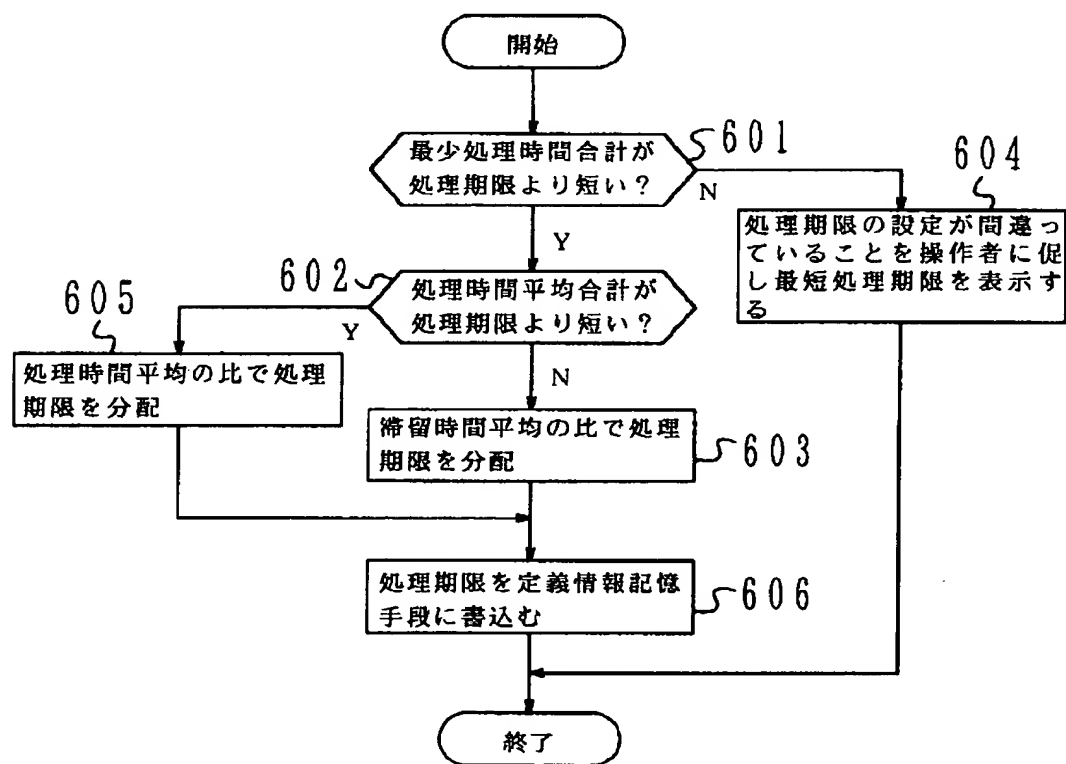 開始
最少処理時間合計が
処理期限より短い?
601
N
604
処理期限の設定が間違っ
ていることを操作者に促
し最短処理期限を表示す
る
Y
602
処理時間平均合計が
処理期限より短い?
605
Y
処理時間平均の比で処理
期限を分配
N
滞留時間平均の比で処理
期限を分配
603
処理期限を定義情報記憶
手段に書込む
606
終了